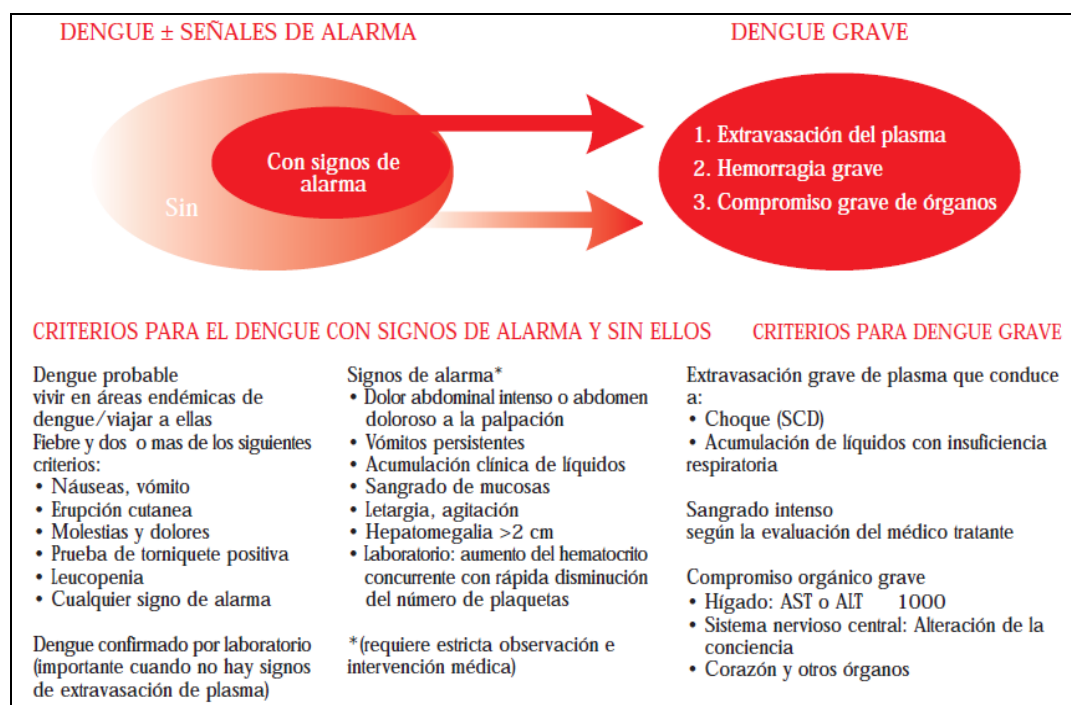 DENGUE ± SEÑALES DE ALARMA
DENGUE GRAVE
Con signos de
alarma
Sin
1. Extravasación del plasma
2. Hemorragia grave
3. Compromiso grave de órganos
CRITERIOS PARA EL DENGUE CON SIGNOS DE ALARMA Y SIN ELLOS
CRITERIOS PARA DENGUE GRAVE
Dengue probable
vivir en áreas endémicas de
dengue/viajar a ellas
Fiebre y dos o mas de los siguientes
criterios:
• Náuseas, vómito
• Erupción cutanea
• Molestias y dolores
• Prueba de torniquete positiva
• Leucopenia
• Cualquier signo de alarma
Dengue confirmado por laboratorio
(importante cuando no hay signos
de extravasación de plasma)
Signos de alarma*
• Dolor abdominal intenso o abdomen
doloroso a la palpación
• Vómitos persistentes
• Acumulación clínica de líquidos
• Sangrado de mucosas
• Letargia, agitación
• Hepatomegalia >2 cm
• Laboratorio: aumento del hematocrito
concurrente con rápida disminución
del número de plaquetas
*(requiere estricta observación e
intervención médica)
Extravasación grave de plasma que conduce
a:
• Choque (SCD)
• Acumulación de líquidos con insuficiencia
respiratoria
Sangrado intenso
según la evaluación del médico tratante
Compromiso orgánico grave
• Hígado: AST o ALT 1000
• Sistema nervioso central: Alteración de la
conciencia
• Corazón y otros órganos